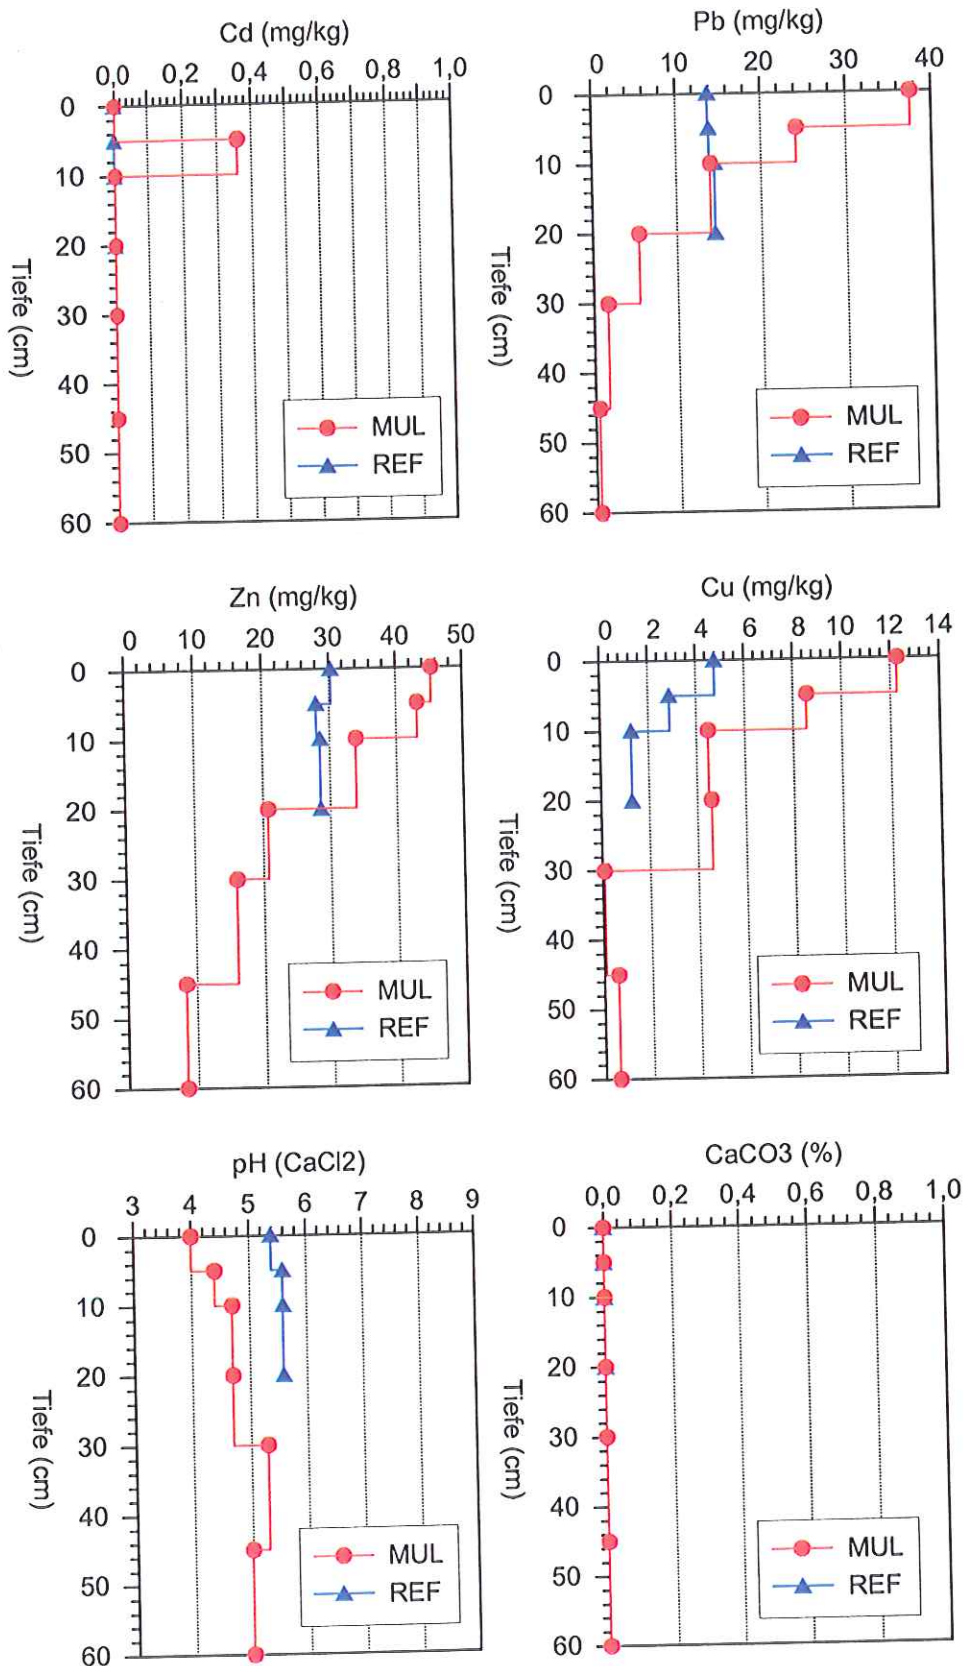 Cd (mg/kg)
0,0 0,2 0,4 0,6 0,8 1,0
0
10
20
30
40
50
60
Tiefe (cm)
MUL
REF
Pb (mg/kg)
0 10 20 30 40
0
10
20
30
40
50
60
Tiefe (cm)
MUL
REF
Zn (mg/kg)
0 10 20 30 40 50
0
10
20
30
40
50
60
Tiefe (cm)
MUL
REF
Cu (mg/kg)
0 2 4 6 8 10 12 14
0
10
20
30
40
50
60
Tiefe (cm)
MUL
REF
pH (CaCl2)
3 4 5 6 7 8 9
0
10
20
30
40
50
60
Tiefe (cm)
MUL
REF
CaCO3 (%)
0,0 0,2 0,4 0,6 0,8 1,0
0
10
20
30
40
50
60
Tiefe (cm)
MUL
REF